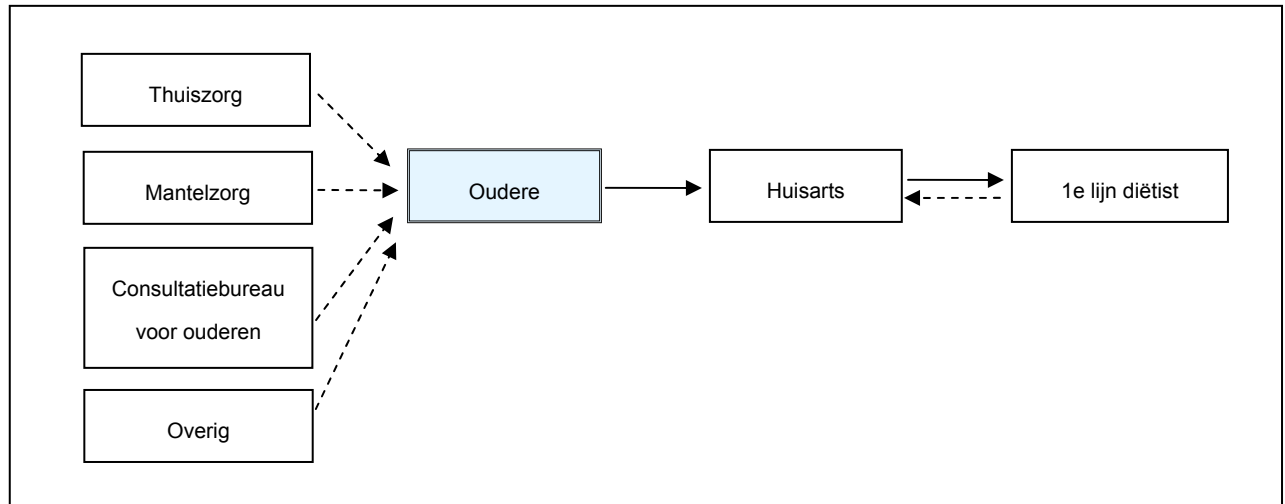 Thuiszorg
Mantelzorg
Consultatiebureau
voor ouderen
Overig
Oudere
Huisarts
1e lijn diëtist